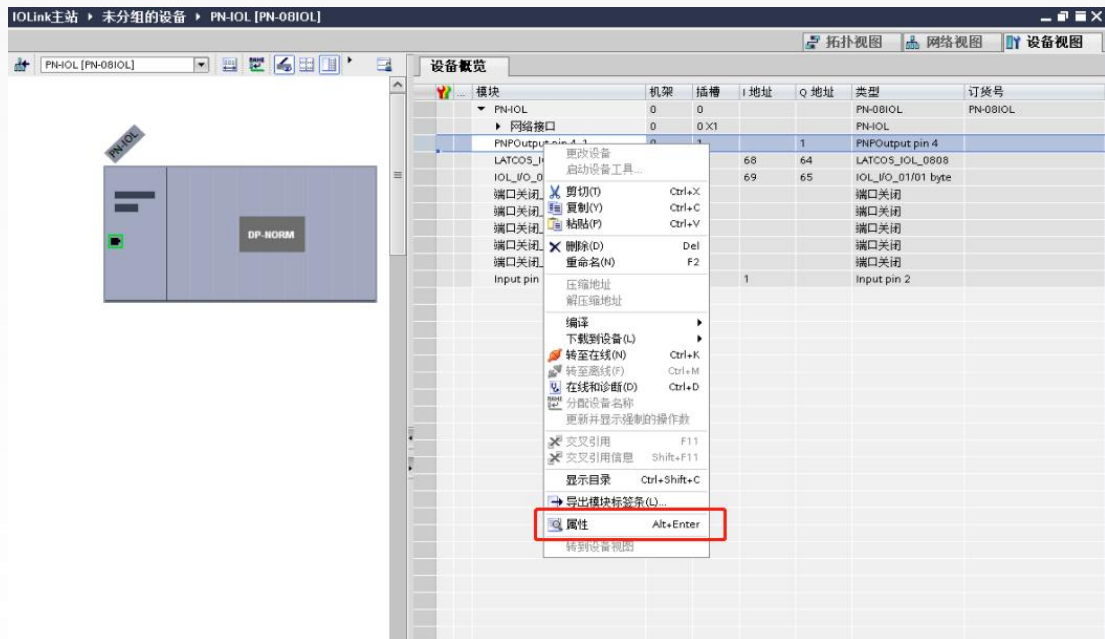 IOLink主站 ▸ 未分组的设备 ▸ PN-IOL [PN-08IOL]
拓扑视图 网络视图 设备视图
PN-IOL [PN-08IOL]
设备概览
... 模块 机架 插槽 I 地址 Q 地址 类型 订货号
PN-IOL 0 0 PN-08IOL PN-08IOL
网络接口 0 0 X1 PN-IOL
PNPOutput pin 4_1 0 1 1 PNPOutput pin 4
LATCOS_I 68 64 LATCOS_IOL_0808
IOL_I/O_0 69 65 IOL_I/O_01/01 byte
端口关闭_ 端口关闭
端口关闭_ 端口关闭
端口关闭_ 端口关闭
端口关闭_ 端口关闭
端口关闭_ 端口关闭
Input pin 1 Input pin 2
PN-IOL
DP-NORM
更改设备
启动设备工具...
剪切(T) Ctrl+X
复制(Y) Ctrl+C
粘贴(P) Ctrl+V
删除(D) Del
重命名(N) F2
压缩地址
解压缩地址
编译
下载到设备(L)
转至在线(N) Ctrl+K
转至离线(F) Ctrl+M
在线和诊断(D) Ctrl+D
分配设备名称
更新并显示强制的操作数
交叉引用 F11
交叉引用信息 Shift+F11
显示目录 Ctrl+Shift+C
导出模块标签条(L)...
属性 Alt+Enter
转到设备视图